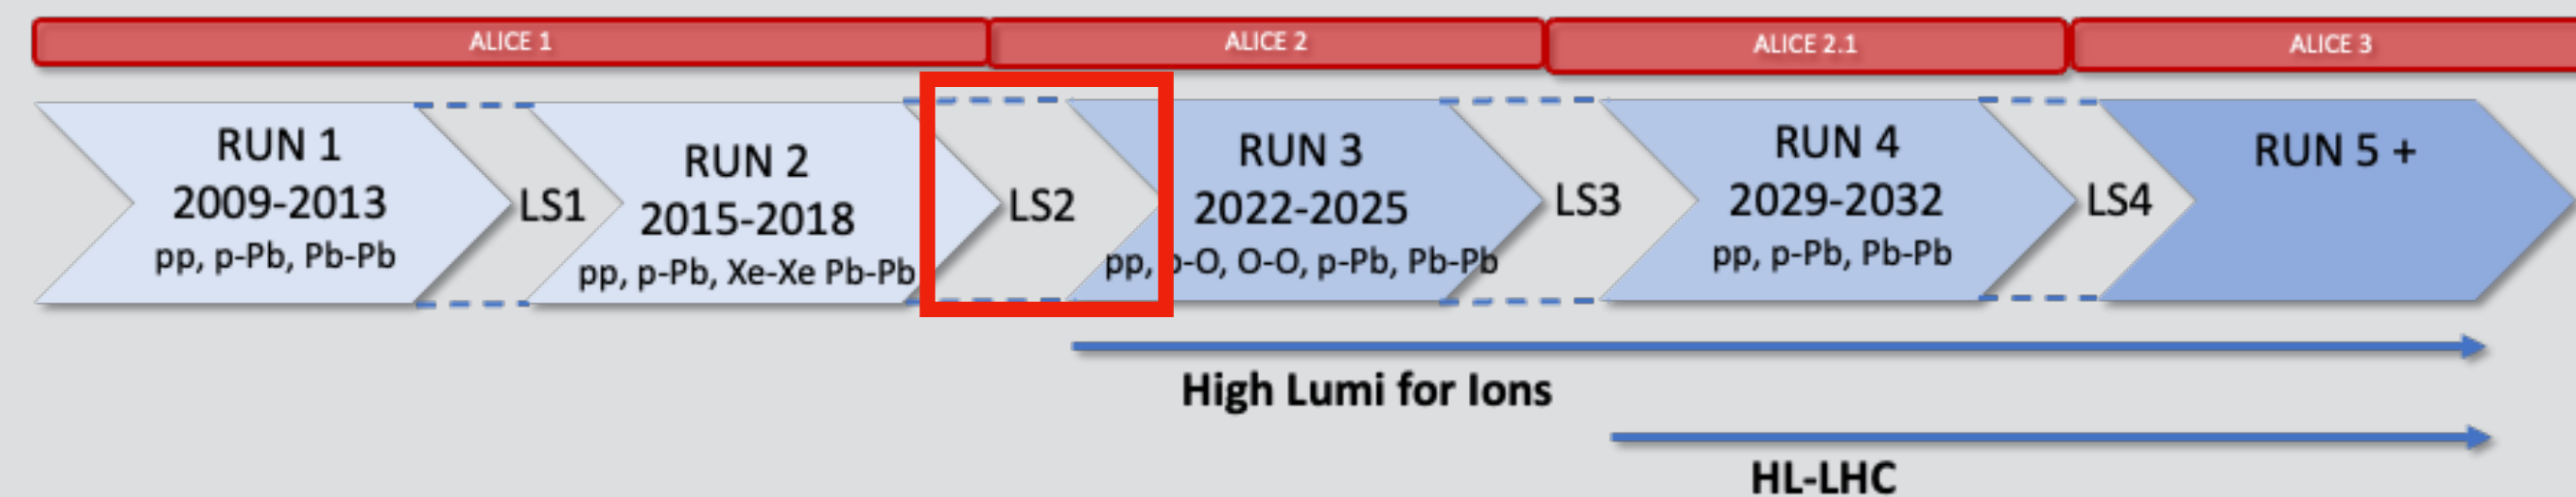 ALICE 1
ALICE 2
ALICE 2.1
ALICE 3
RUN 1
2009-2013
pp, p-Pb, Pb-Pb
LS1
RUN 2
2015-2018
pp, p-Pb, Xe-Xe Pb-Pb
LS2
RUN 3
2022-2025
pp, p-O, O-O, p-Pb, Pb-Pb
LS3
RUN 4
2029-2032
pp, p-Pb, Pb-Pb
LS4
RUN 5 +
High Lumi for Ions
HL-LHC